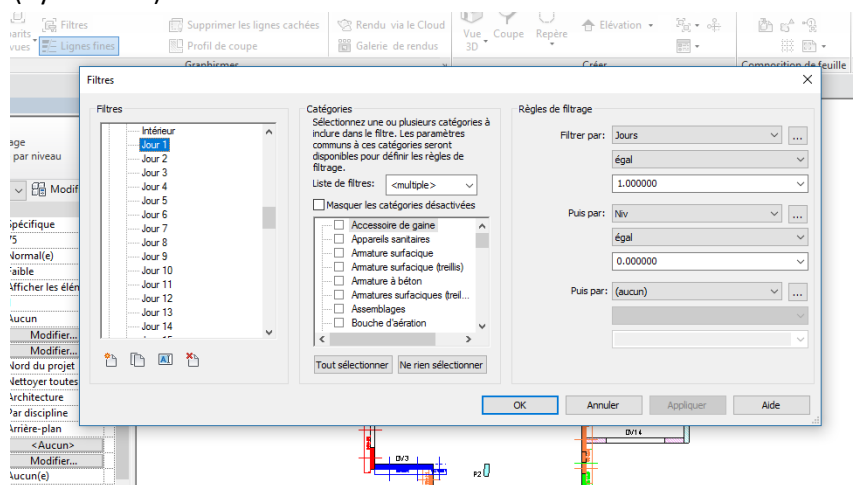 Filtres
Supprimer les lignes cachées
Rendu via le Cloud
Vue 3D
Coupe
Repère
Elévation
vues
Lignes fines
Profil de coupe
Galerie de rendus
Graphismes
Créer
Composition de feuille
Filtres
Filtres
Intérieur
Jour 1
Jour 2
Jour 3
Jour 4
Jour 5
Jour 6
Jour 7
Jour 8
Jour 9
Jour 10
Jour 11
Jour 12
Jour 13
Jour 14
Catégories
Sélectionnez une ou plusieurs catégories à
inclure dans le filtre. Les paramètres
communs à ces catégories seront
disponibles pour définir les règles de
filtrage.
Liste de filtres: <multiple>
Masquer les catégories désactivées
Accessoire de gaine
Appareils sanitaires
Armature surfacique
Armature surfacique (treillis)
Armature à béton
Armatures surfaciques (treil...
Assemblages
Bouche d'aération
Tout sélectionner
Ne rien sélectionner
Règles de filtrage
Filtrer par: Jours ...
égal
1.000000
Puis par: Niv ...
égal
0.000000
Puis par: (aucun) ...
OK
Annuler
Appliquer
Aide
par niveau
Modif
Spécifique
Normal(e)
Faible
Afficher les élén
Aucun
Modifier...
Modifier...
Nord du projet
Nettoyer toutes
Architecture
Par discipline
Arrière-plan
<Aucun>
Modifier...
Aucun(e)
DV14
DV3
P2